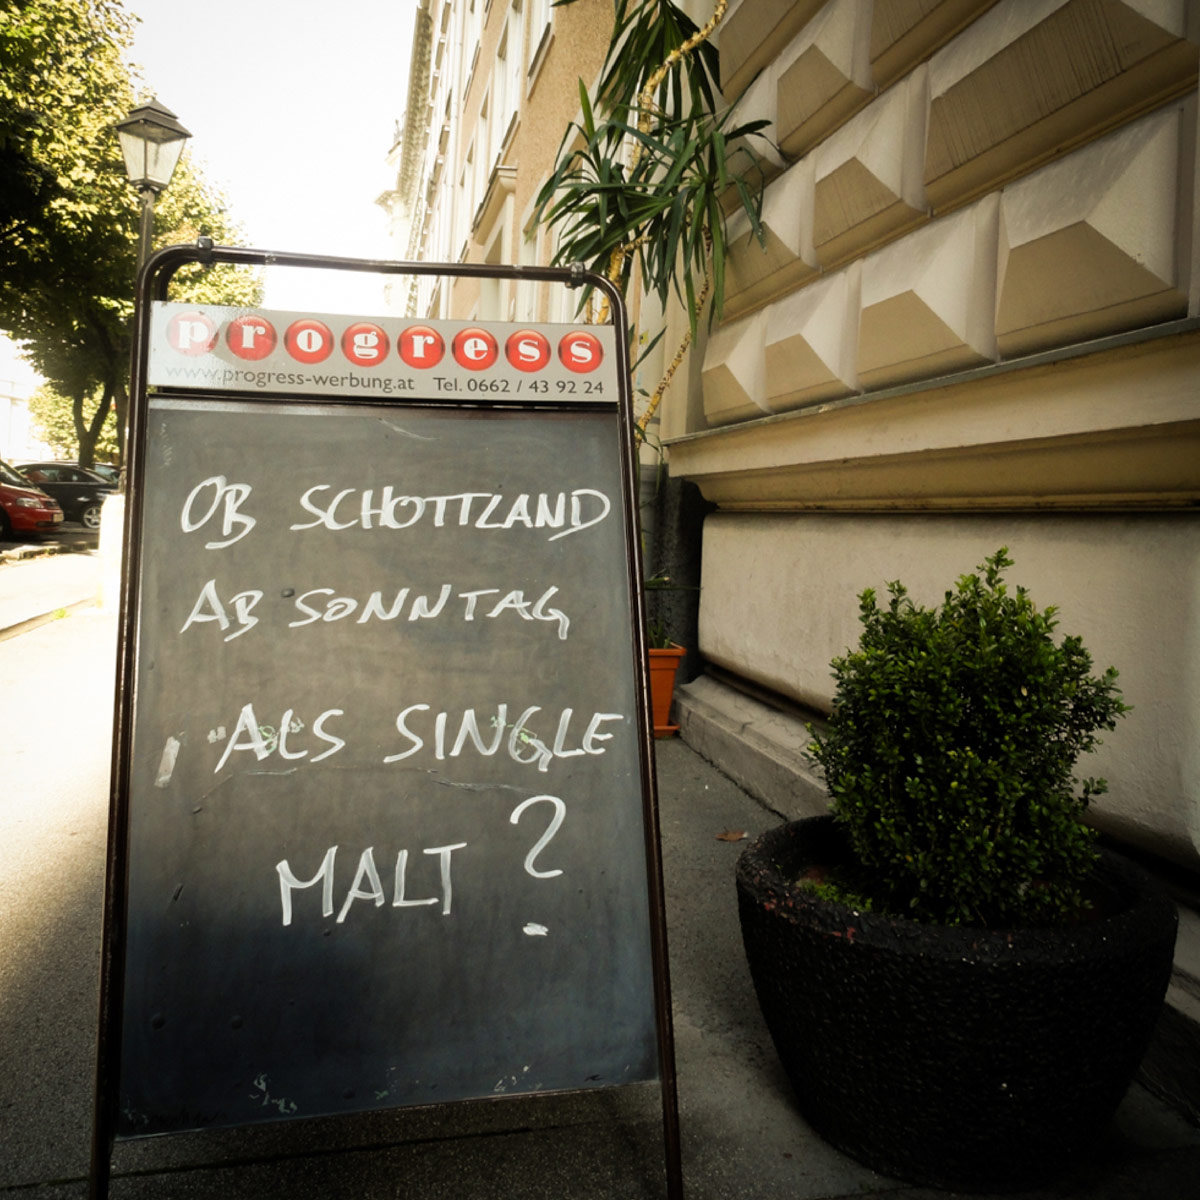 progress
www.progress-werbung.at Tel. 0662 / 43 92 24
OB SCHOTTLAND
AB SONNTAG
"ALS SINGLE
MALT ?